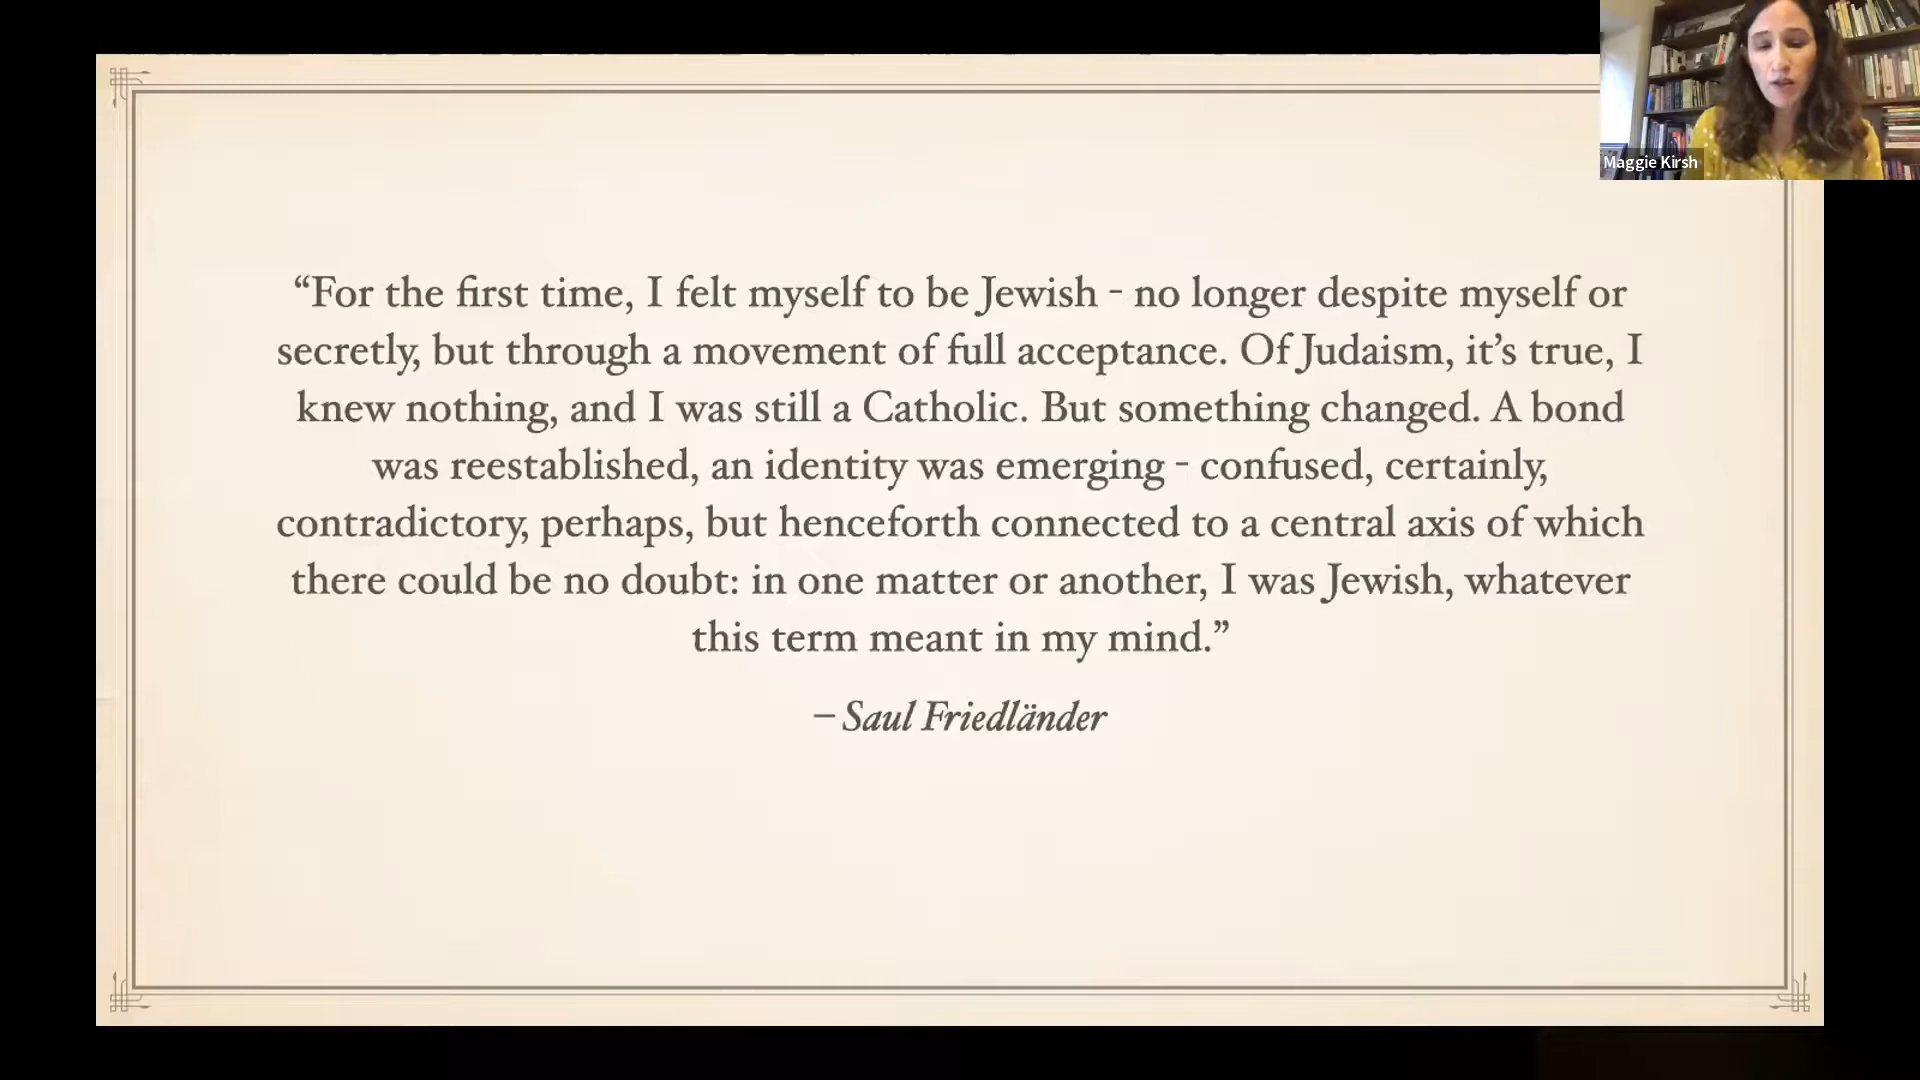 Maggie Kirsh
“For the first time, I felt myself to be Jewish - no longer despite myself or
secretly, but through a movement of full acceptance. Of Judaism, it’s true, I
knew nothing, and I was still a Catholic. But something changed. A bond
was reestablished, an identity was emerging - confused, certainly,
contradictory, perhaps, but henceforth connected to a central axis of which
there could be no doubt: in one matter or another, I was Jewish, whatever
this term meant in my mind.”
– Saul Friedländer